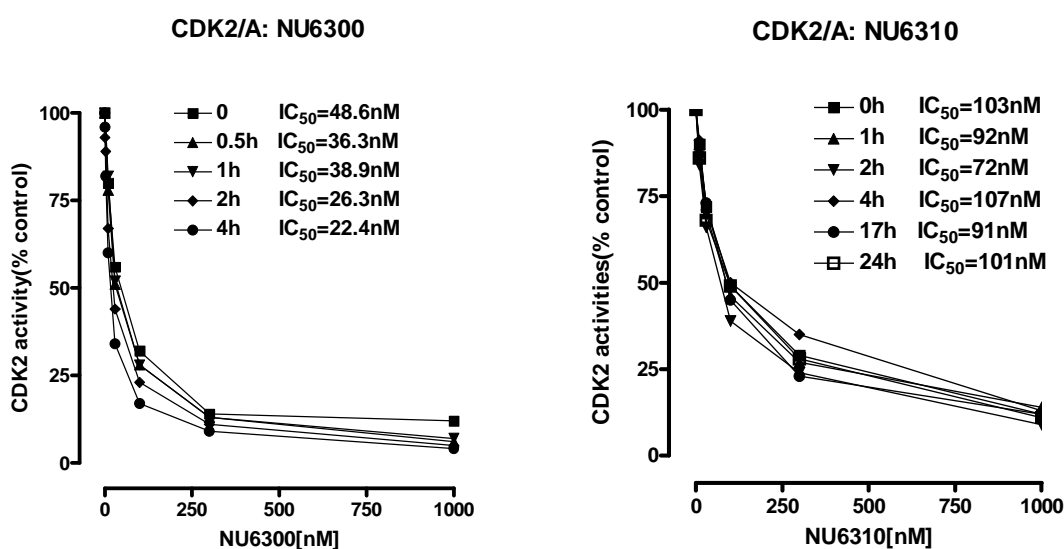 CDK2/A: NU6300
0 IC50=48.6nM
0.5h IC50=36.3nM
1h IC50=38.9nM
2h IC50=26.3nM
4h IC50=22.4nM
CDK2 activity(% control)
100
75
50
25
0
0 250 500 750 1000
NU6300[nM]
CDK2/A: NU6310
0h IC50=103nM
1h IC50=92nM
2h IC50=72nM
4h IC50=107nM
17h IC50=91nM
24h IC50=101nM
CDK2 activities(% control)
100
75
50
25
0
0 250 500 750 1000
NU6310[nM]